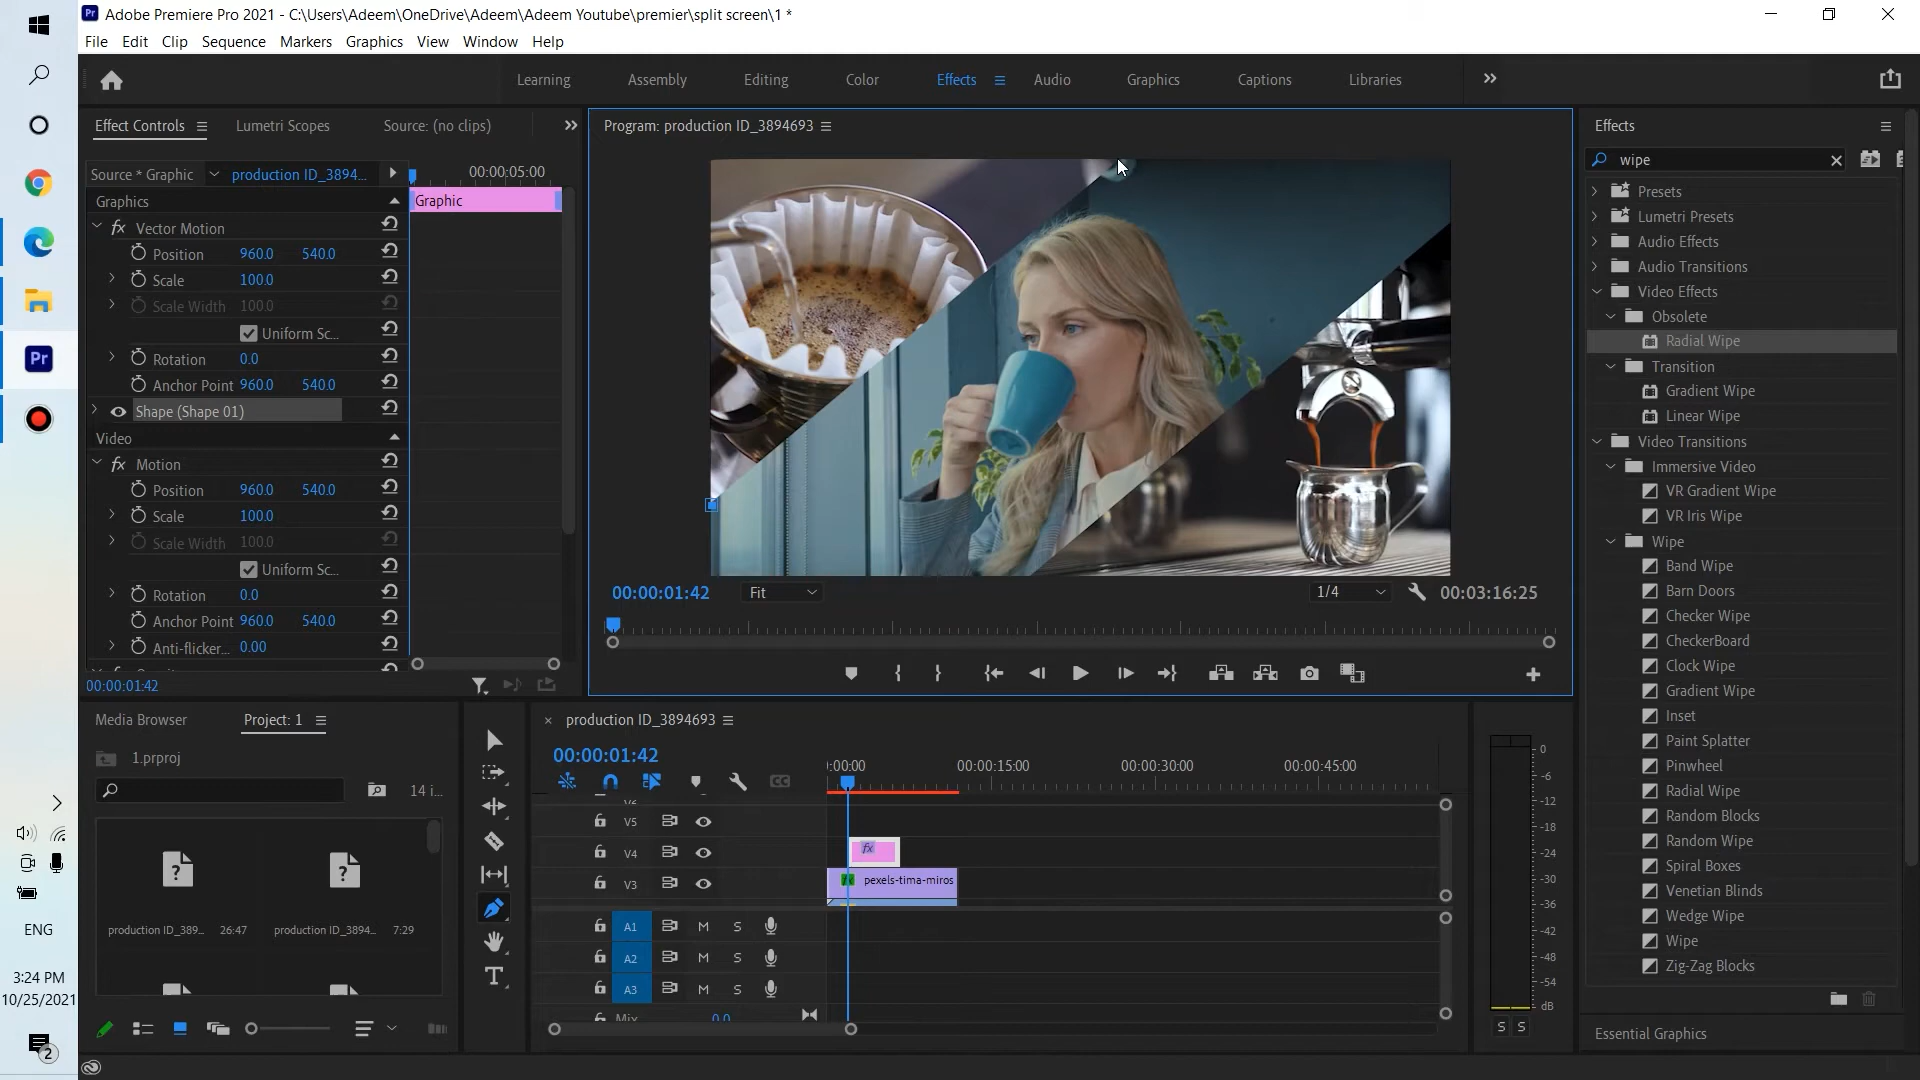 Adobe Premiere Pro 2021 - C:\Users\Adeem\OneDrive\Adeem\Adeem Youtube\premier\split screen\1 *
File Edit Clip Sequence Markers Graphics View Window Help
Learning Assembly Editing Color Effects Audio Graphics Captions Libraries
Effect Controls Lumetri Scopes Source: (no clips)
Source * Graphic production ID_3894... 00:00:05:00
Graphics
Graphic
fx Vector Motion
Position 960.0 540.0
Scale 100.0
Scale Width 100.0
Uniform Sc...
Rotation 0.0
Anchor Point 960.0 540.0
Shape (Shape 01)
Video
fx Motion
Position 960.0 490.0
Scale 100.0
Scale Width 100.0
Uniform Sc...
Rotation 0.0
Anchor Point 960.0 540.0
Anti-flicker... 0.00
00:00:01:42
Program: production ID_3894693
00:00:01:42 Fit 1/4 00:03:16:25
Effects
wipe
Presets
Lumetri Presets
Audio Effects
Audio Transitions
Video Effects
Obsolete
Radial Wipe
Transition
Gradient Wipe
Linear Wipe
Video Transitions
Immersive Video
VR Gradient Wipe
VR Iris Wipe
Wipe
Band Wipe
Barn Doors
Checker Wipe
CheckerBoard
Clock Wipe
Gradient Wipe
Inset
Paint Splatter
Pinwheel
Radial Wipe
Random Blocks
Random Wipe
Spiral Boxes
Venetian Blinds
Wedge Wipe
Wipe
Zig-Zag Blocks
Essential Graphics
Media Browser Project: 1
1.prproj
14 i...
production ID_389... 26:47
production ID_3894... 7:29
production ID_3894693
00:00:01:42
:00:00 00:00:15:00 00:00:30:00 00:00:45:00
V6
V5
V4 fx
V3 fx pexels-tima-miros
A1 M S
A2 M S
A3 M S
Mix 0.0
0
-6
-12
-18
-24
-30
-36
-42
-48
-54
dB
S S
Pr
ENG
3:24 PM
10/25/2021
2